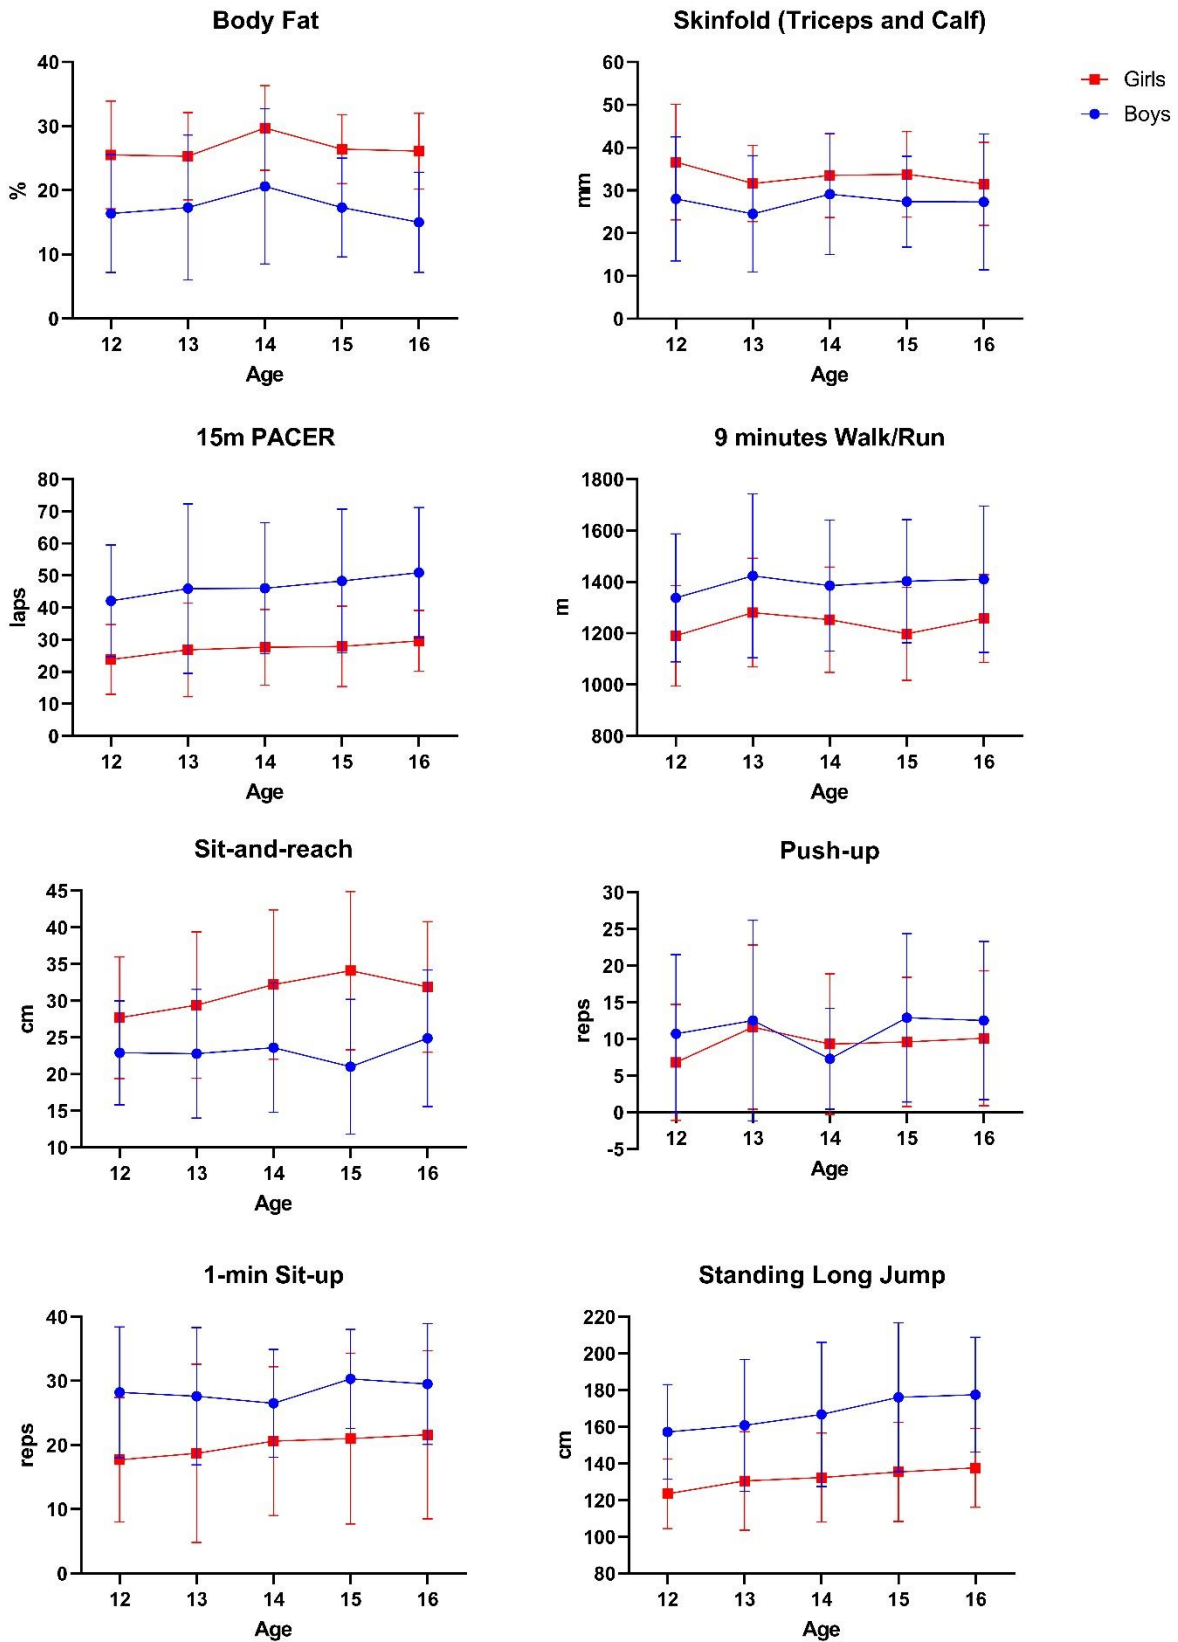 Body Fat
40
30
20
10
0
%
12 13 14 15 16
Age
Skinfold (Triceps and Calf)
60
50
40
30
20
10
0
mm
12 13 14 15 16
Age
Girls
Boys
15m PACER
80
70
60
50
40
30
20
10
0
laps
12 13 14 15 16
Age
9 minutes Walk/Run
1800
1600
1400
1200
1000
800
m
12 13 14 15 16
Age
Sit-and-reach
45
40
35
30
25
20
15
10
cm
12 13 14 15 16
Age
Push-up
30
25
20
15
10
5
0
-5
reps
12 13 14 15 16
Age
1-min Sit-up
40
30
20
10
0
reps
12 13 14 15 16
Age
Standing Long Jump
220
200
180
160
140
120
100
80
cm
12 13 14 15 16
Age